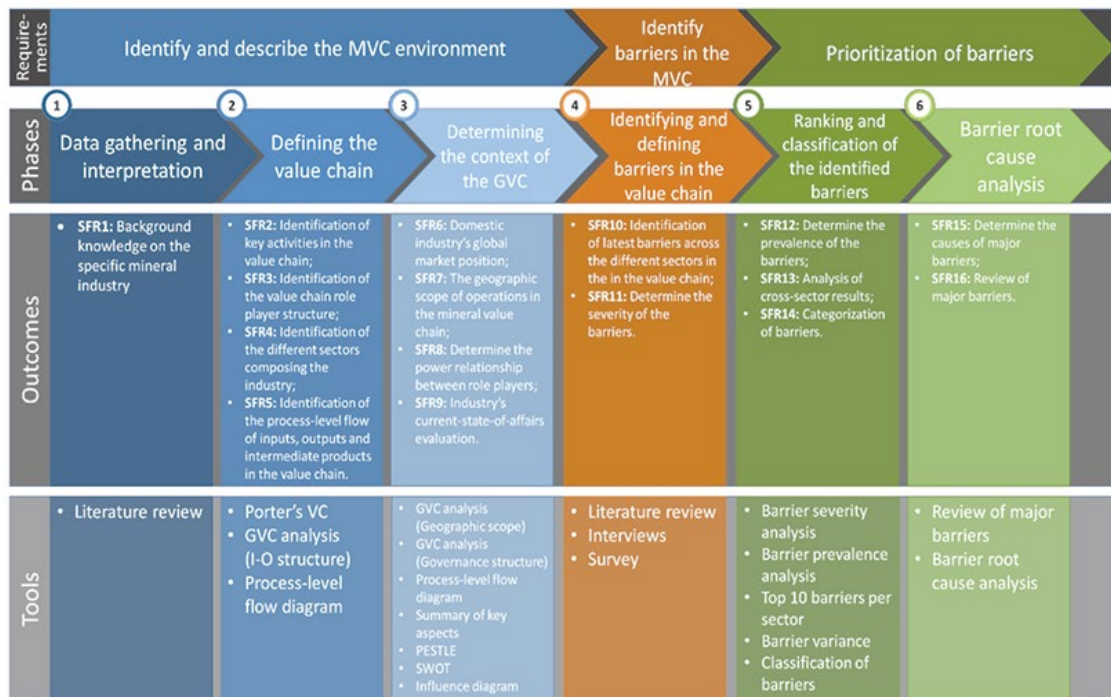 Require-
ments
Identify and describe the MVC environment
Identify
barriers in the
MVC
Prioritization of barriers
Phases
1
Data gathering and
interpretation
2
Defining the
value chain
3
Determining
the context of
the GVC
4
Identifying and
defining
barriers in the
value chain
5
Ranking and
classification of
the identified
barriers
6
Barrier root
cause
analysis
Outcomes
• SFR1: Background
knowledge on the
specific mineral
industry
• SFR2: Identification of
key activities in the
value chain;
• SFR3: Identification of
the value chain role
player structure;
• SFR4: Identification of
the different sectors
composing the
industry;
• SFR5: Identification of
the process-level flow
of inputs, outputs and
intermediate products
in the value chain.
• SFR6: Domestic
industry's global
market position;
• SFR7: The geographic
scope of operations in
the mineral value
chain;
• SFR8: Determine the
power relationship
between role players;
• SFR9: Industry's
current-state-of-affairs
evaluation.
• SFR10: Identification
of latest barriers across
the different sectors in
the in the value chain;
• SFR11: Determine the
severity of the
barriers.
• SFR12: Determine the
prevalence of the
barriers;
• SFR13: Analysis of
cross-sector results;
• SFR14: Categorization
of barriers.
• SFR15: Determine the
causes of major
barriers;
• SFR16: Review of
major barriers.
Tools
• Literature review
• Porter's VC
• GVC analysis
(I-O structure)
• Process-level
flow diagram
• GVC analysis
(Geographic scope)
• GVC analysis
(Governance structure)
• Process-level flow
diagram
• Summary of key
aspects
• PESTLE
• SWOT
• Influence diagram
• Literature review
• Interviews
• Survey
• Barrier severity
analysis
• Barrier prevalence
analysis
• Top 10 barriers per
sector
• Barrier variance
• Classification of
barriers
• Review of major
barriers
• Barrier root
cause analysis